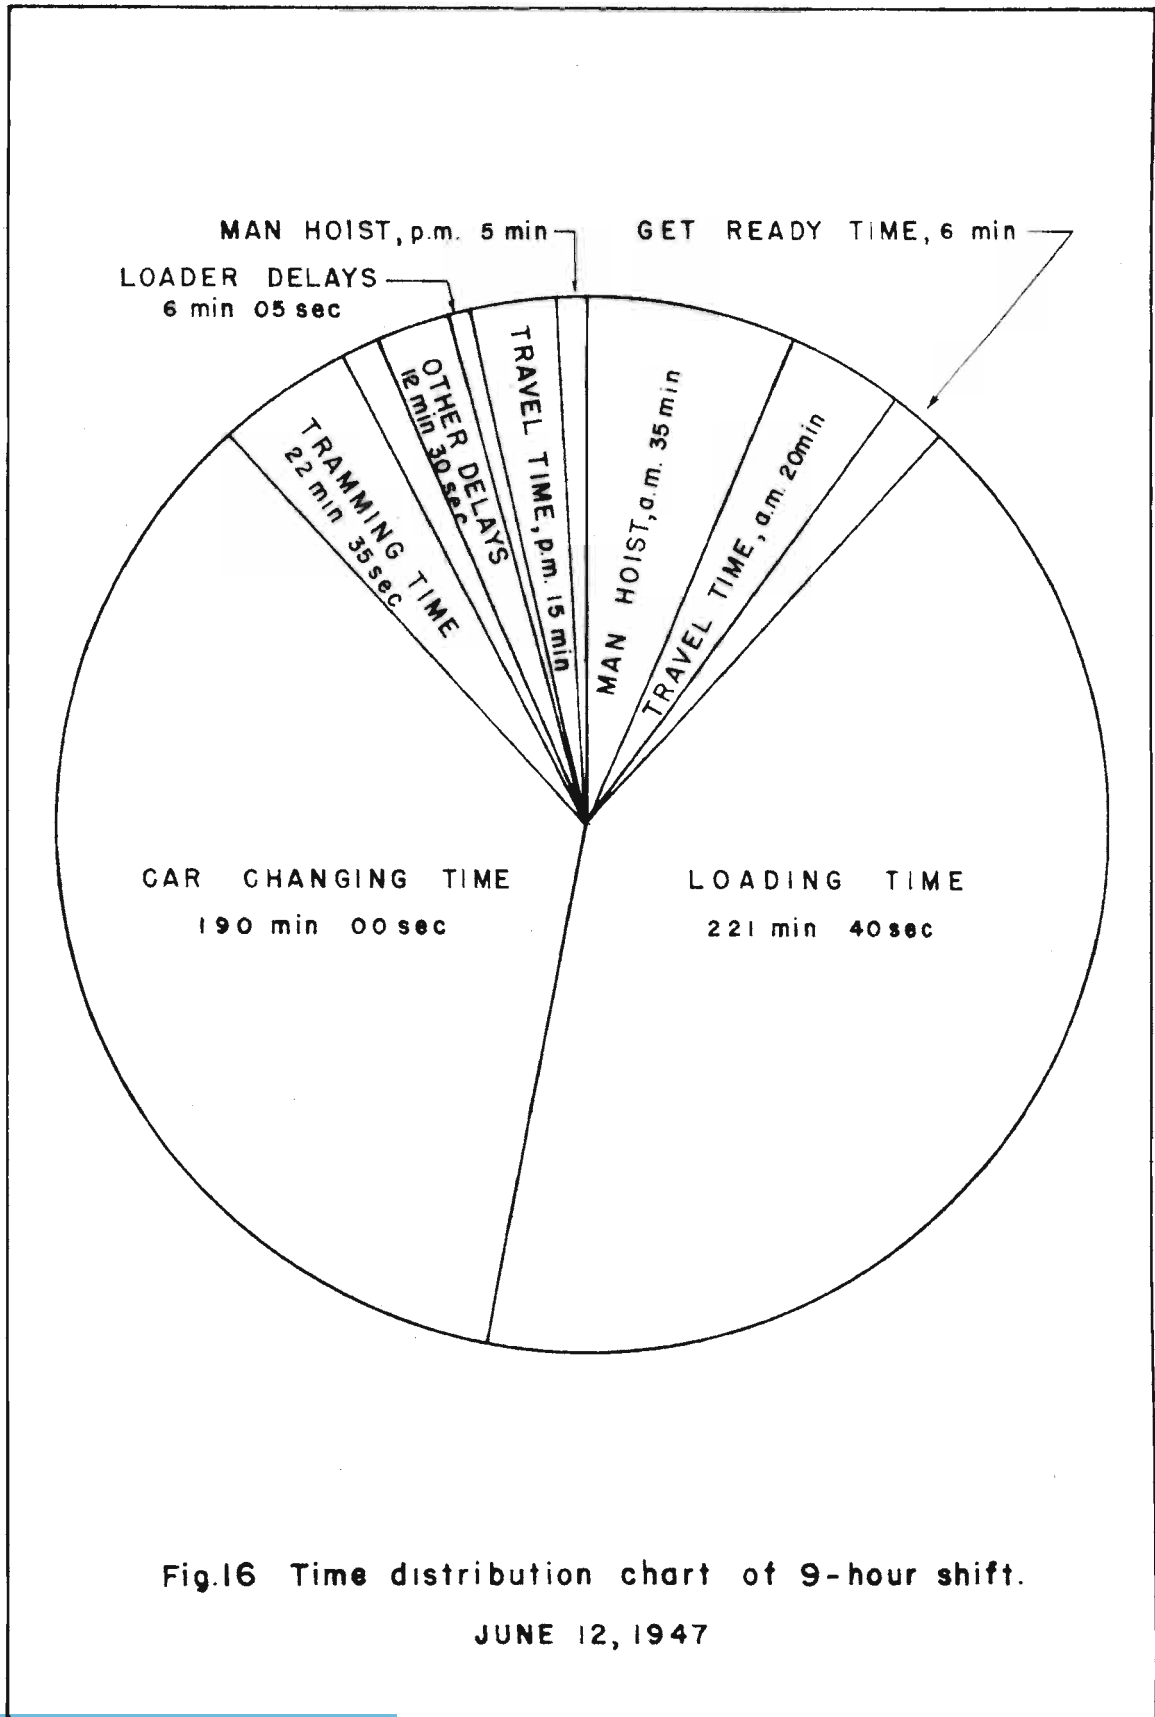 MAN HOIST, p.m. 5 min
GET READY TIME, 6 min
LOADER DELAYS
6 min 05 sec
TRAMMING TIME
22 min 35 sec
OTHER DELAYS
12 min 30 sec
TRAVEL TIME, p.m. 15 min
MAN HOIST, a.m. 35 min
TRAVEL TIME, a.m. 20 min
CAR CHANGING TIME
190 min 00 sec
LOADING TIME
221 min 40 sec
Fig. 16 Time distribution chart of 9-hour shift.
JUNE 12, 1947